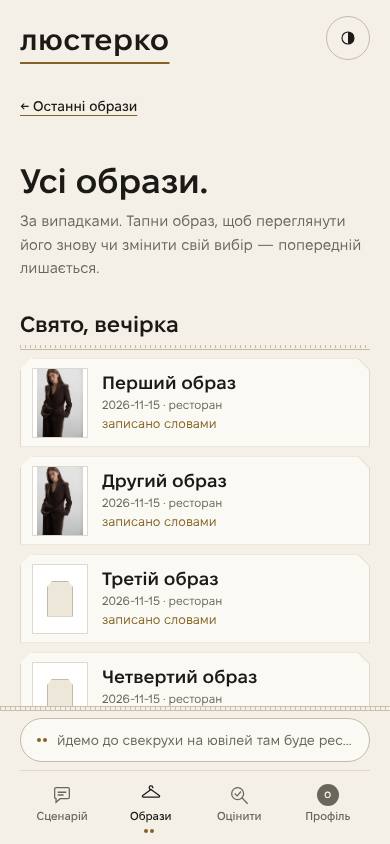 люстерко
← Останні образи
Усі образи.
За випадками. Тапни образ, щоб переглянути
його знову чи змінити свій вибір — попередній
лишається.
Свято, вечірка
Перший образ
2026-11-15 · ресторан
записано словами
Другий образ
2026-11-15 · ресторан
записано словами
Третій образ
2026-11-15 · ресторан
записано словами
Четвертий образ
2026-11-15 · ресторан
йдемо до свекрухи на ювілей там буде рес...
Сценарій
Образи
Оцінити
О
Профіль